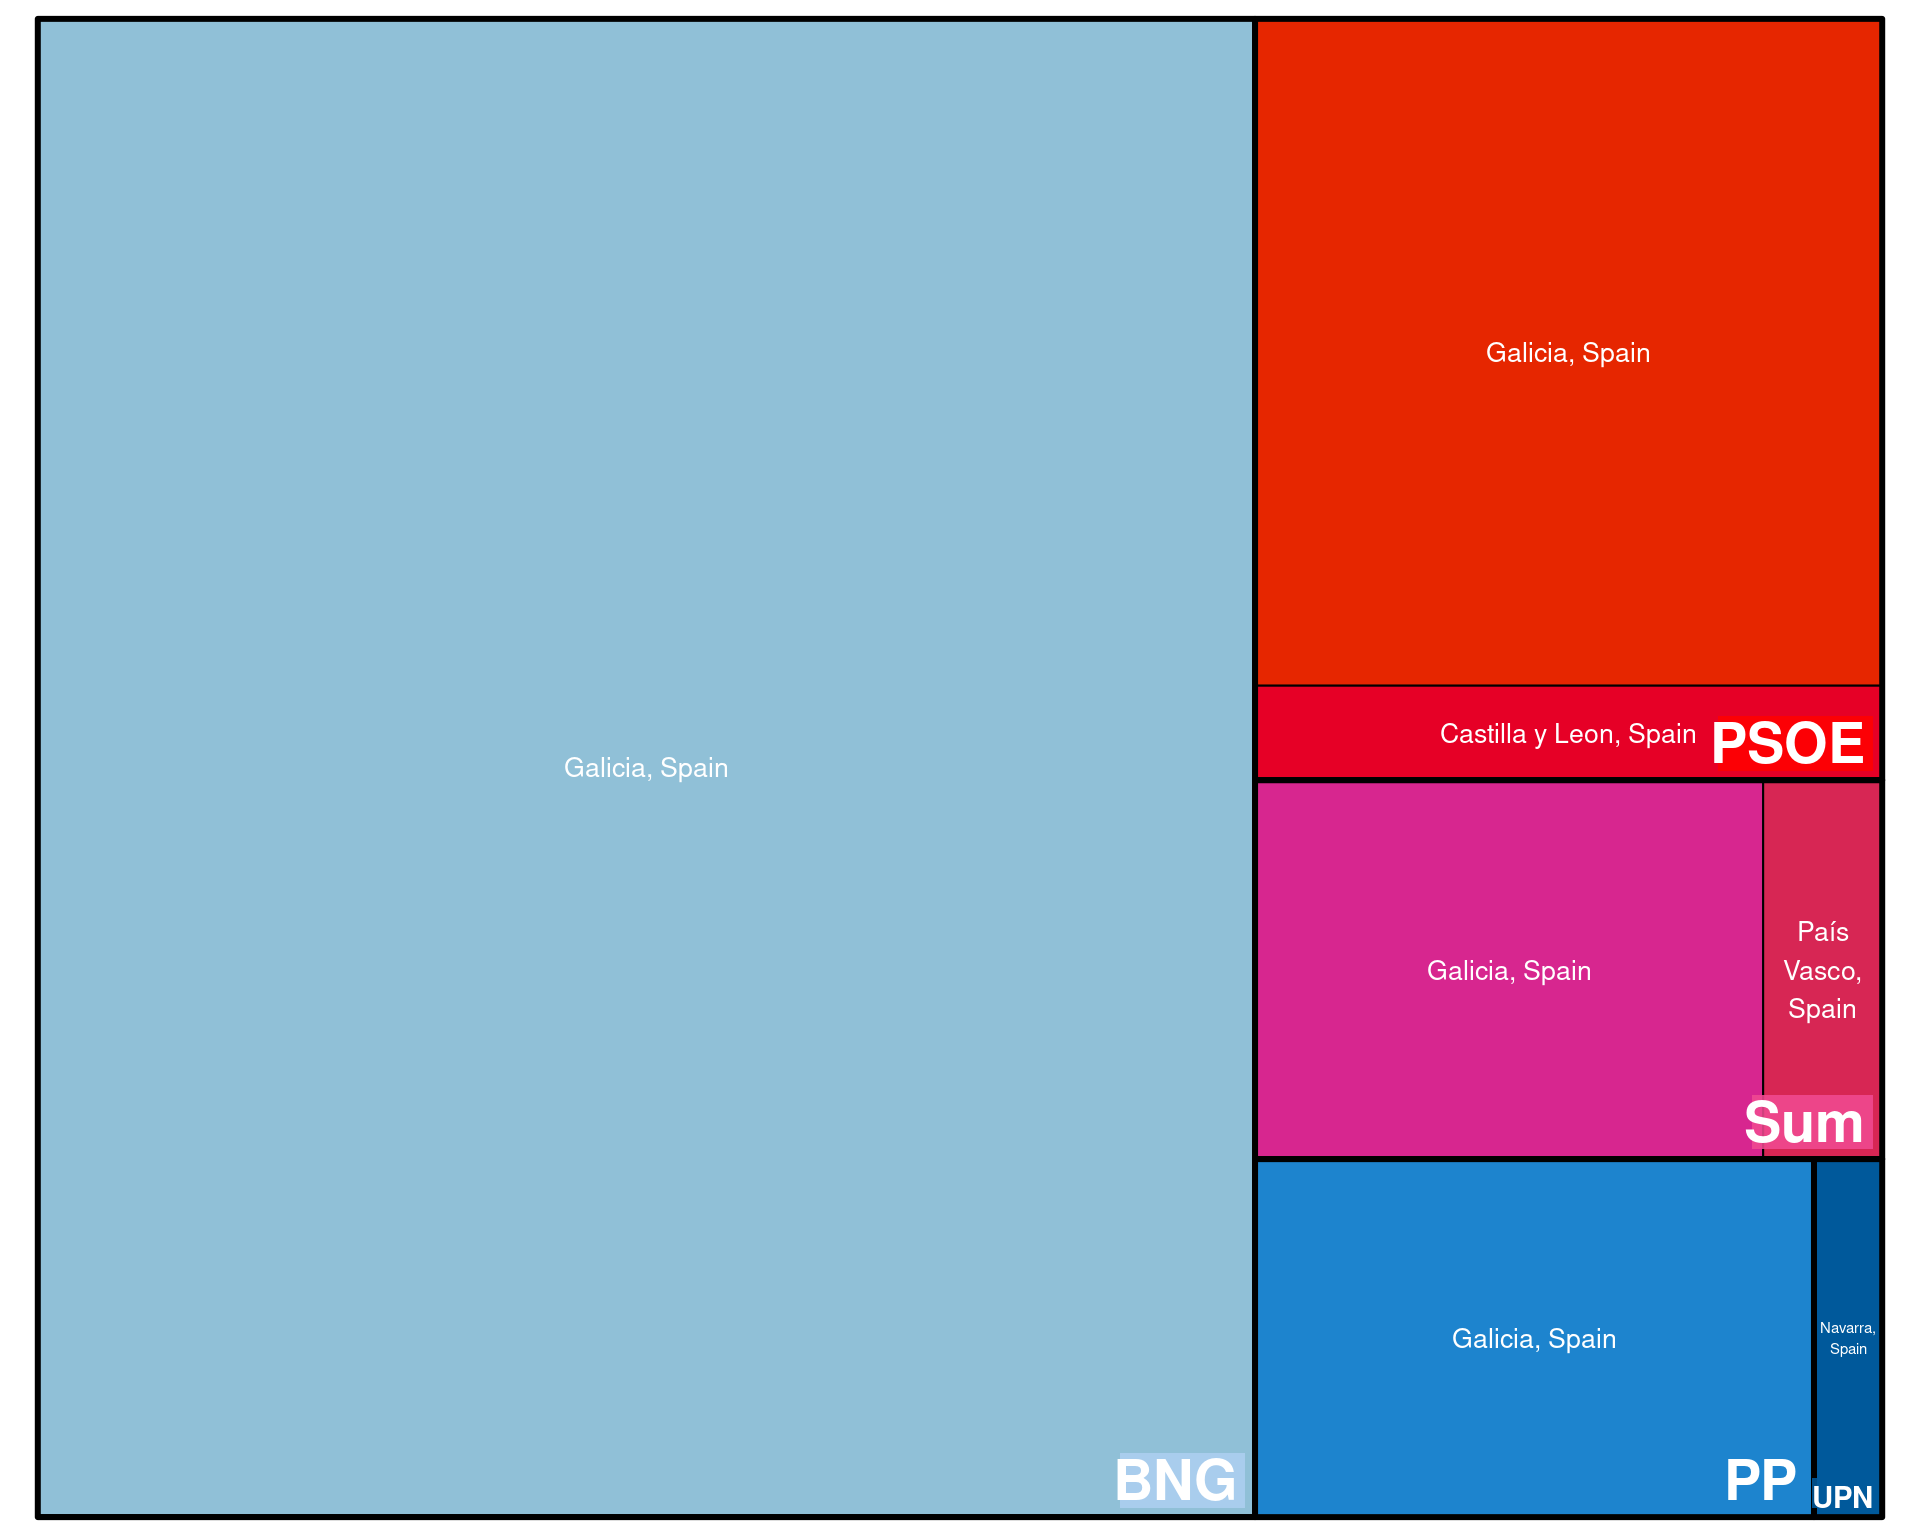 Galicia, Spain
BNG
Galicia, Spain
Castilla y Leon, Spain
PSOE
Galicia, Spain
País
Vasco,
Spain
Sum
Galicia, Spain
PP
Navarra,
Spain
UPN